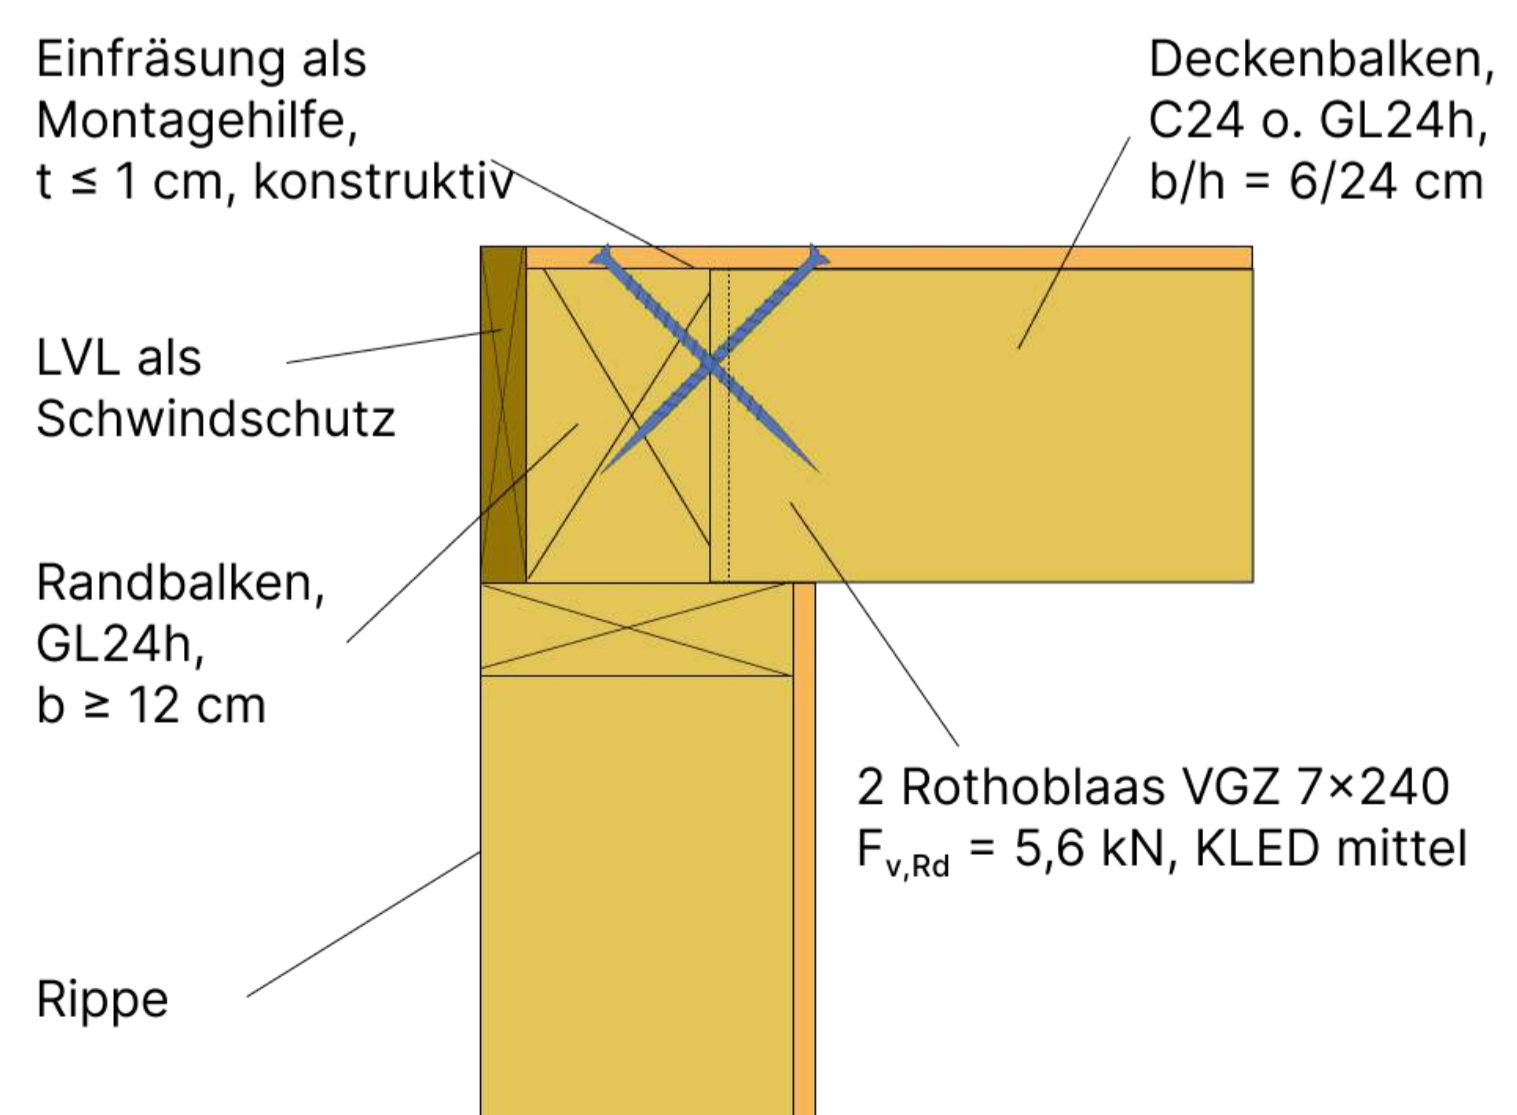 Einfräsung als
Montagehilfe,
t ≤ 1 cm, konstruktiv
Deckenbalken,
C24 o. GL24h,
b/h = 6/24 cm
LVL als
Schwindschutz
Randbalken,
GL24h,
b ≥ 12 cm
2 Rothoblaas VGZ 7×240
Fv,Rd = 5,6 kN, KLED mittel
Rippe